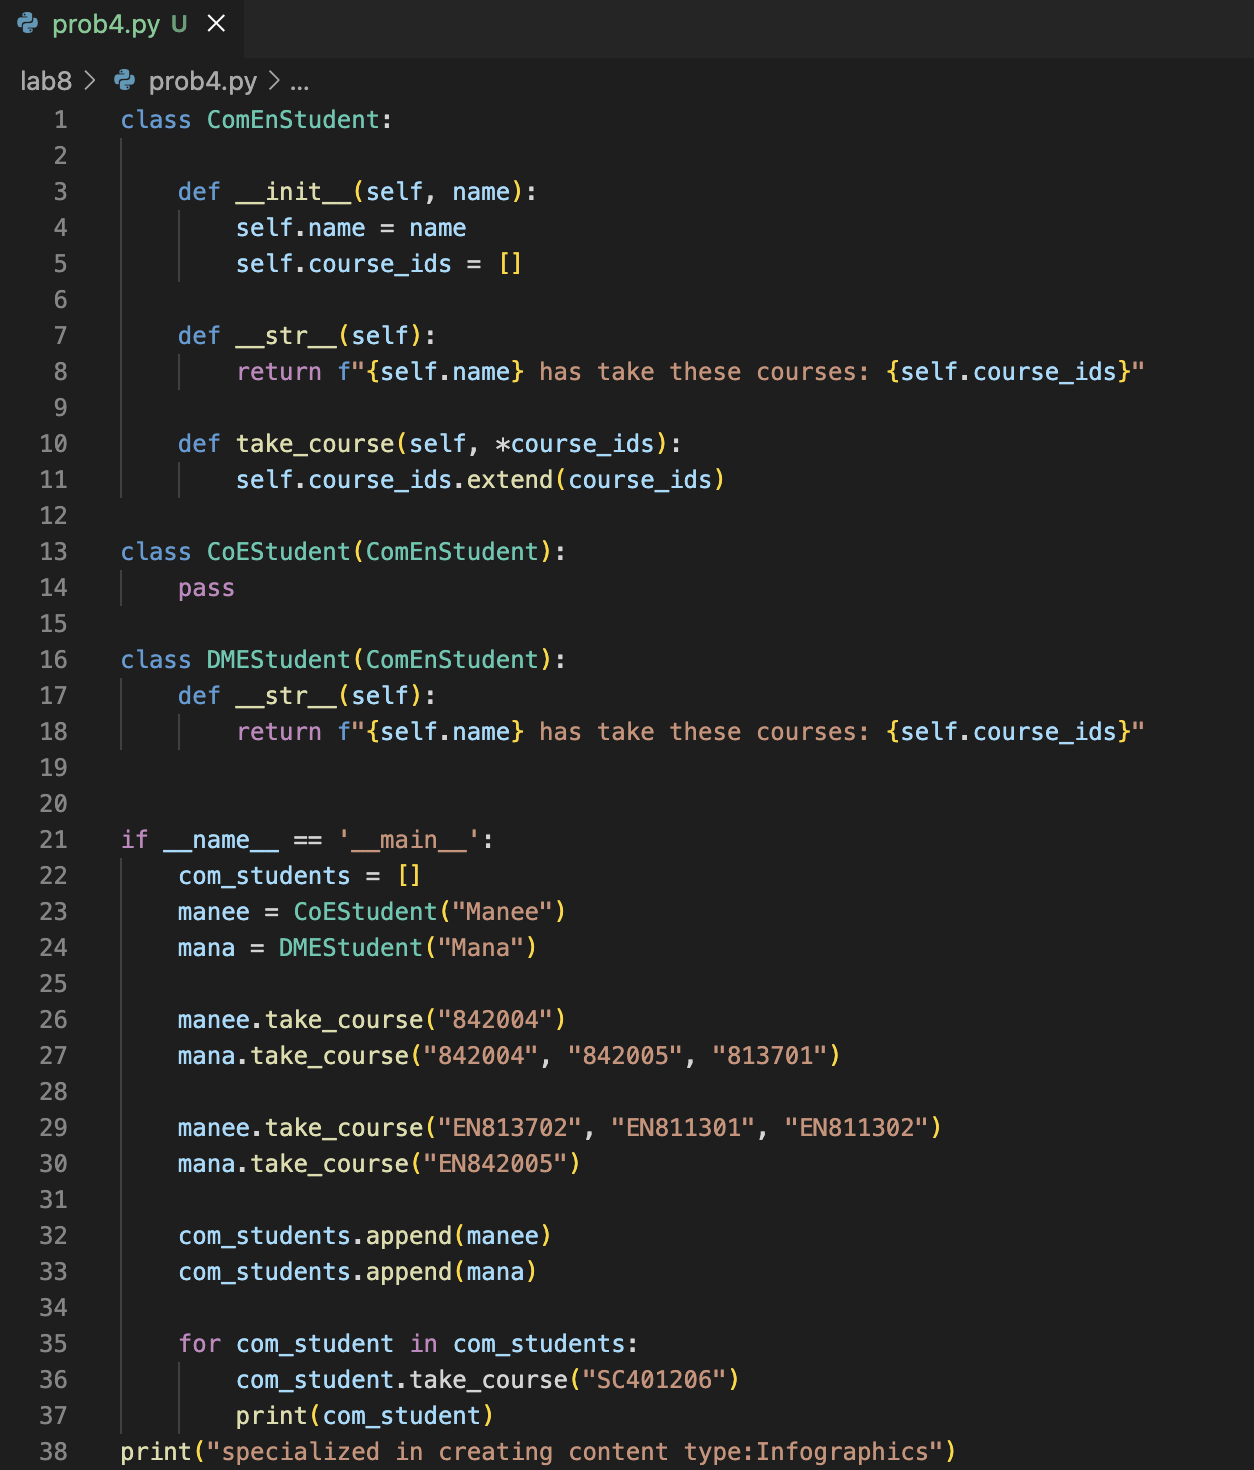 prob4.py U ×
lab8 > prob4.py > ...
1 class ComEnStudent:
2
3     def __init__(self, name):
4         self.name = name
5         self.course_ids = []
6
7     def __str__(self):
8         return f"{self.name} has take these courses: {self.course_ids}"
9
10     def take_course(self, *course_ids):
11         self.course_ids.extend(course_ids)
12
13 class CoEStudent(ComEnStudent):
14     pass
15
16 class DMEStudent(ComEnStudent):
17     def __str__(self):
18         return f"{self.name} has take these courses: {self.course_ids}"
19
20
21 if __name__ == '__main__':
22     com_students = []
23     manee = CoEStudent("Manee")
24     mana = DMEStudent("Mana")
25
26     manee.take_course("842004")
27     mana.take_course("842004", "842005", "813701")
28
29     manee.take_course("EN813702", "EN811301", "EN811302")
30     mana.take_course("EN842005")
31
32     com_students.append(manee)
33     com_students.append(mana)
34
35     for com_student in com_students:
36         com_student.take_course("SC401206")
37         print(com_student)
38 print("specialized in creating content type:Infographics")